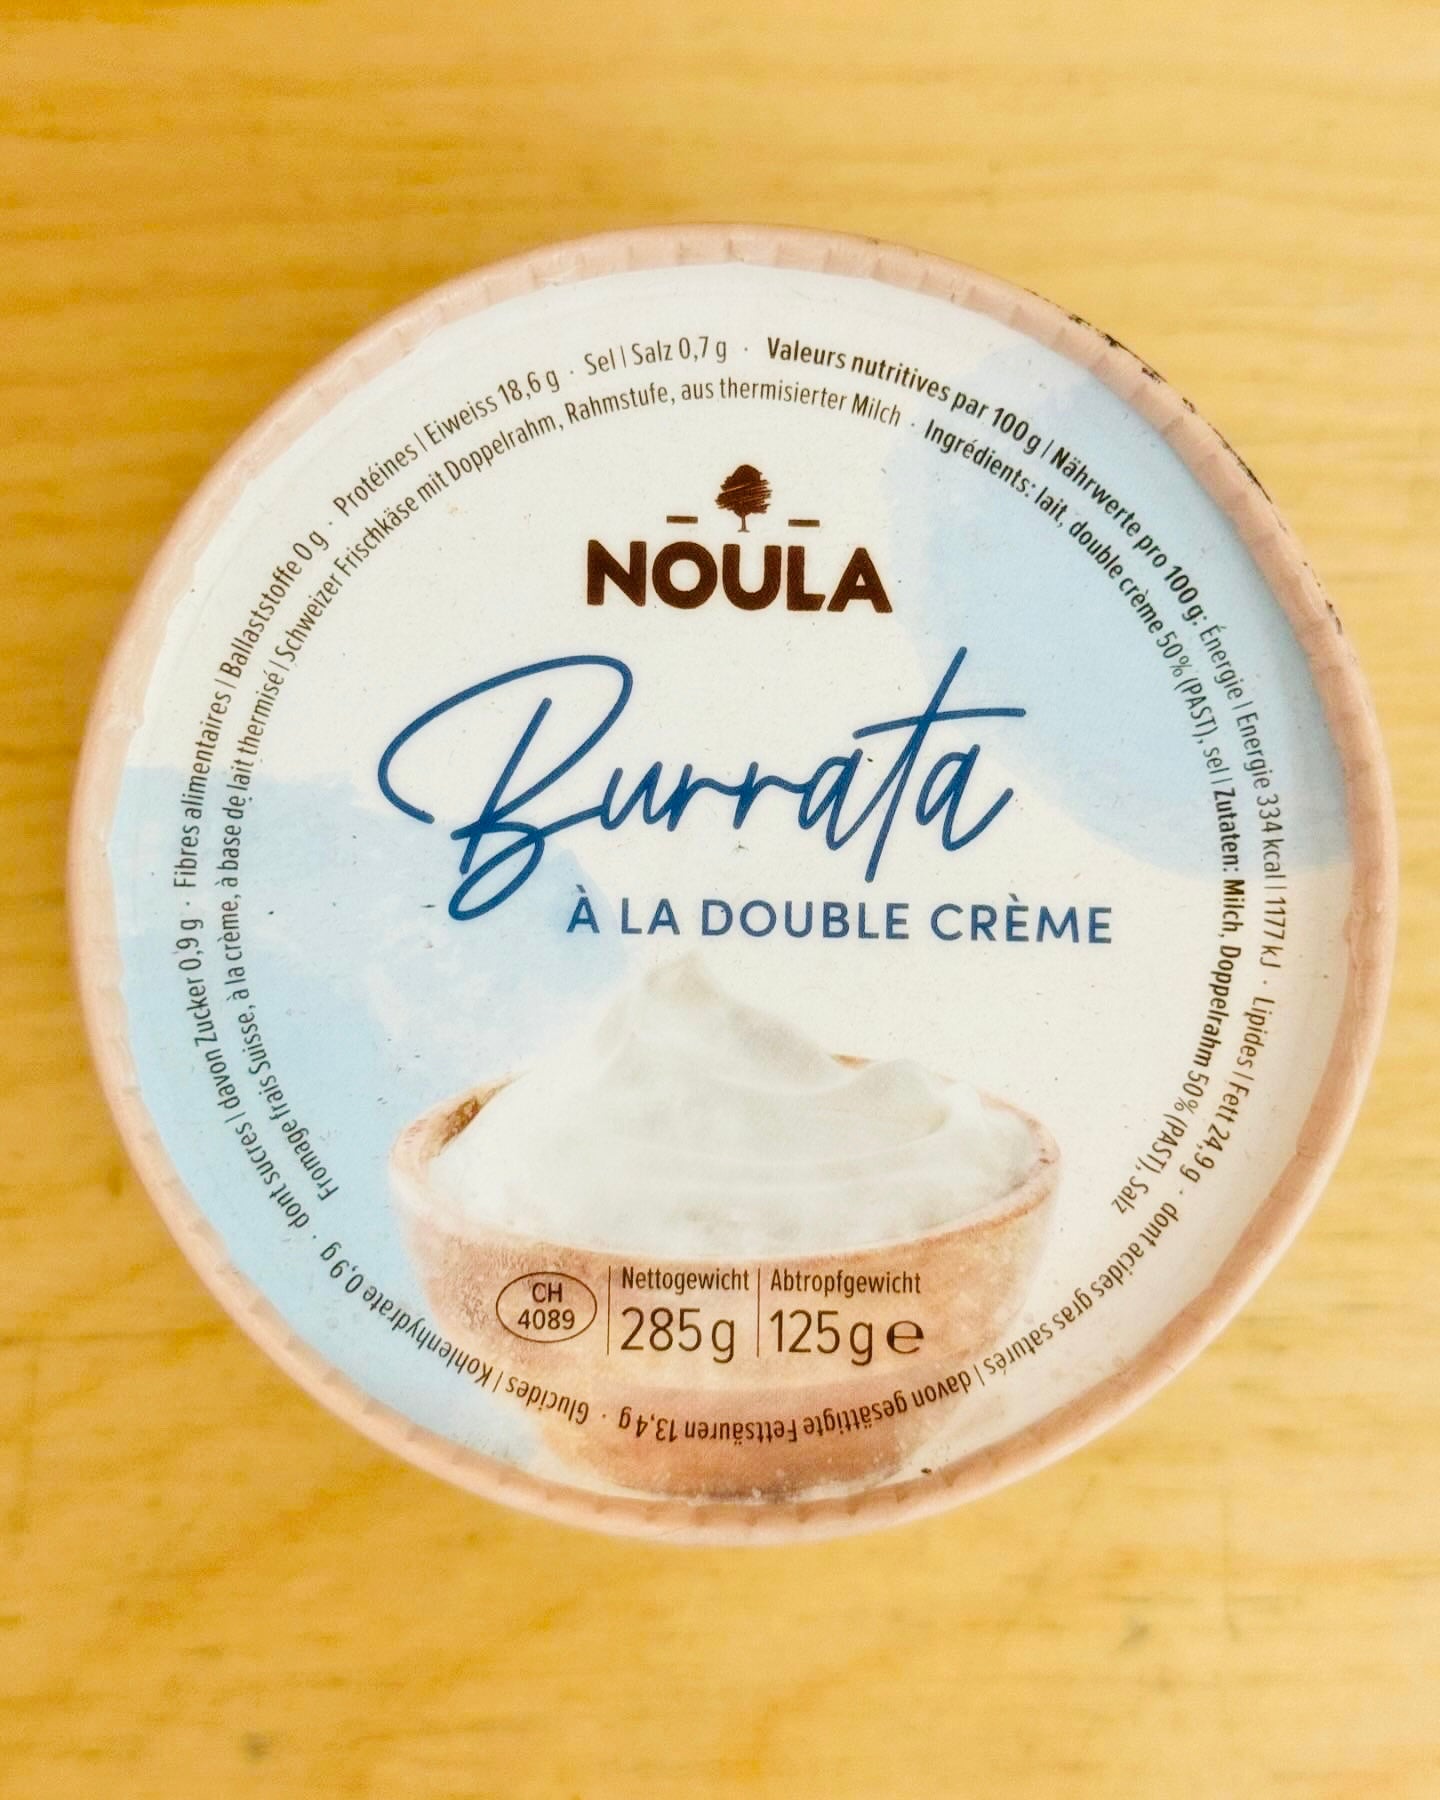 NOULA
Burrata
À LA DOUBLE CRÈME
CH
4089
Nettogewicht
285g
Abtropfgewicht
125g e
Valeurs nutritives par 100g | Nährwerte pro 100 g: Énergie | Energie 334 kcal | 1177 kJ · Lipides | Fett 24,9 g · dont acides gras saturés | davon gesättigte Fettsäuren 13,4 g · Glucides | Kohlenhydrate 0,9 g · dont sucres | davon Zucker 0,9 g · Fibres alimentaires | Ballaststoffe 0 g · Protéines | Eiweiss 18,6 g · Sel | Salz 0,7 g ·
Fromage frais Suisse, à la crème, à base de lait thermisé | Schweizer Frischkäse mit Doppelrahm, Rahmstufe, aus thermisierter Milch · Ingrédients: lait, double crème 50% (PAST), sel | Zutaten: Milch, Doppelrahm 50% (PAST), Salz